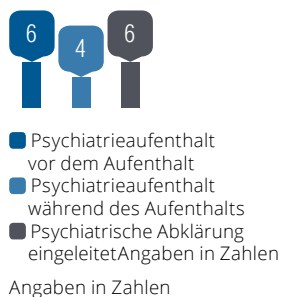 6 4 6
Psychiatrieaufenthalt
vor dem Aufenthalt
Psychiatrieaufenthalt
während des Aufenthalts
Psychiatrische Abklärung
eingeleitetAngaben in Zahlen
Angaben in Zahlen